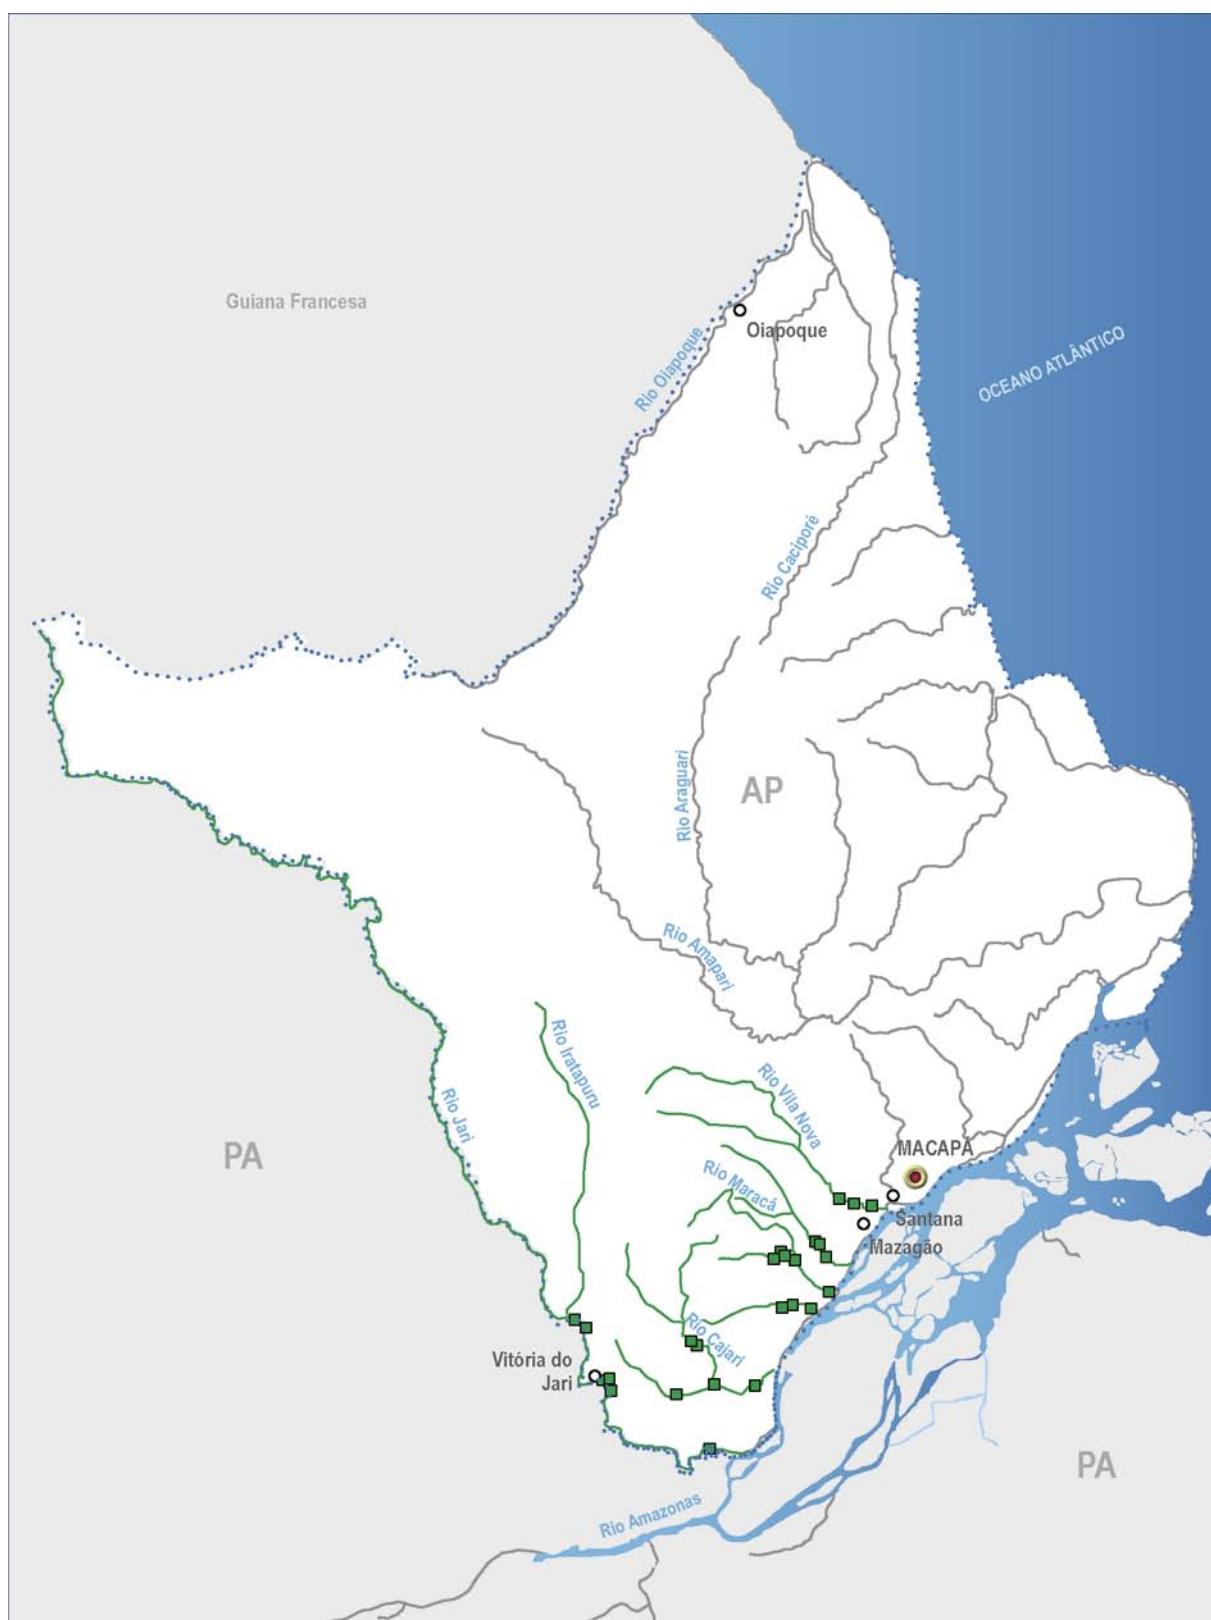 Guiana Francesa
Oiapoque
Rio Oiapoque
OCEANO ATLÂNTICO
Rio Caciporé
Rio Araguari
AP
Rio Amapari
Rio Iratapuru
Rio Vila Nova
Rio Jari
PA
MACAPÁ
Rio Maracá
Santana
Mazagão
Rio Cajari
Vitória do
Jari
PA
Rio Amazonas